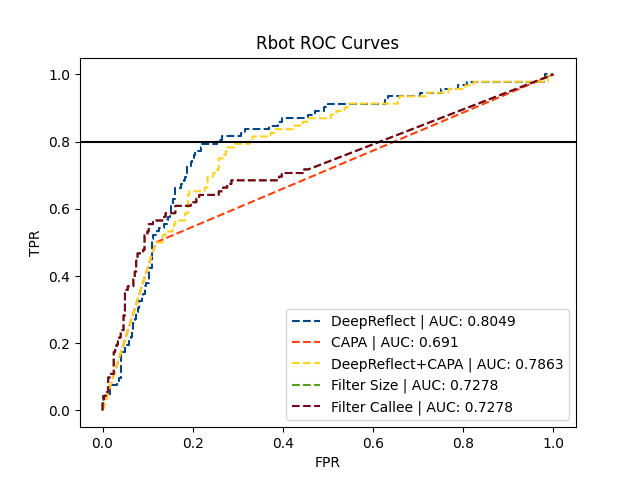 Rbot ROC Curves
TPR
1.0
0.8
0.6
0.4
0.2
0.0
DeepReflect | AUC: 0.8049
CAPA | AUC: 0.691
DeepReflect+CAPA | AUC: 0.7863
Filter Size | AUC: 0.7278
Filter Callee | AUC: 0.7278
0.0 0.2 0.4 0.6 0.8 1.0
FPR